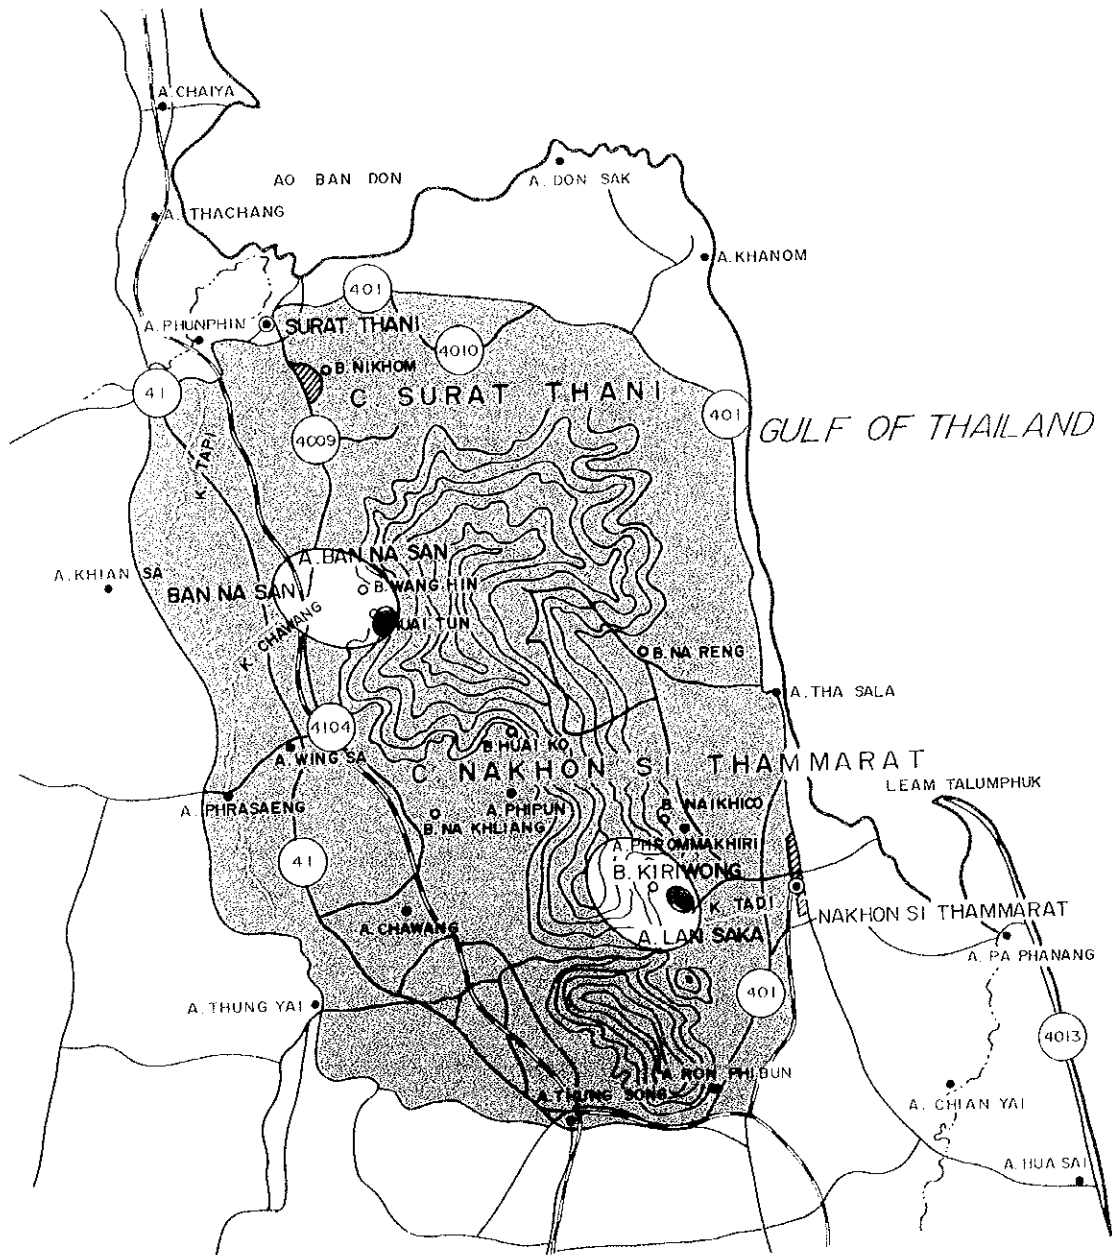 A. CHAIYA
AO BAN DON
A. DON SAK
A. THACHANG
A. KHANOM
401
A. PHUNPHIN
SURAT THANI
4010
B. NIKHOM
41
C SURAT THANI
401
GULF OF THAILAND
4009
K. TAPI
A. BAN NA SAN
A. KHIAN SA
B. WANG HIN
BAN NA SAN
UAI TUN
K. CHAWANG
B. NA RENG
A. THA SALA
4104
B. HUAI KO
A. WING SA
C. NAKHON SI THAMMARAT
LEAM TALUMPHUK
A. PHRASAENG
A. PHIPUN
B. NAIKHICO
B. NA KHLIANG
A. PHROMMAKHIRI
41
B. KIRIWONG
K. TADI
NAKHON SI THAMMARAT
A. CHAWANG
A. LAN SAKA
A. PA PHANANG
401
A. THUNG YAI
4013
A. RON PHIBUN
A. THUNG SONG
A. CHIAN YAI
A. HUA SAI